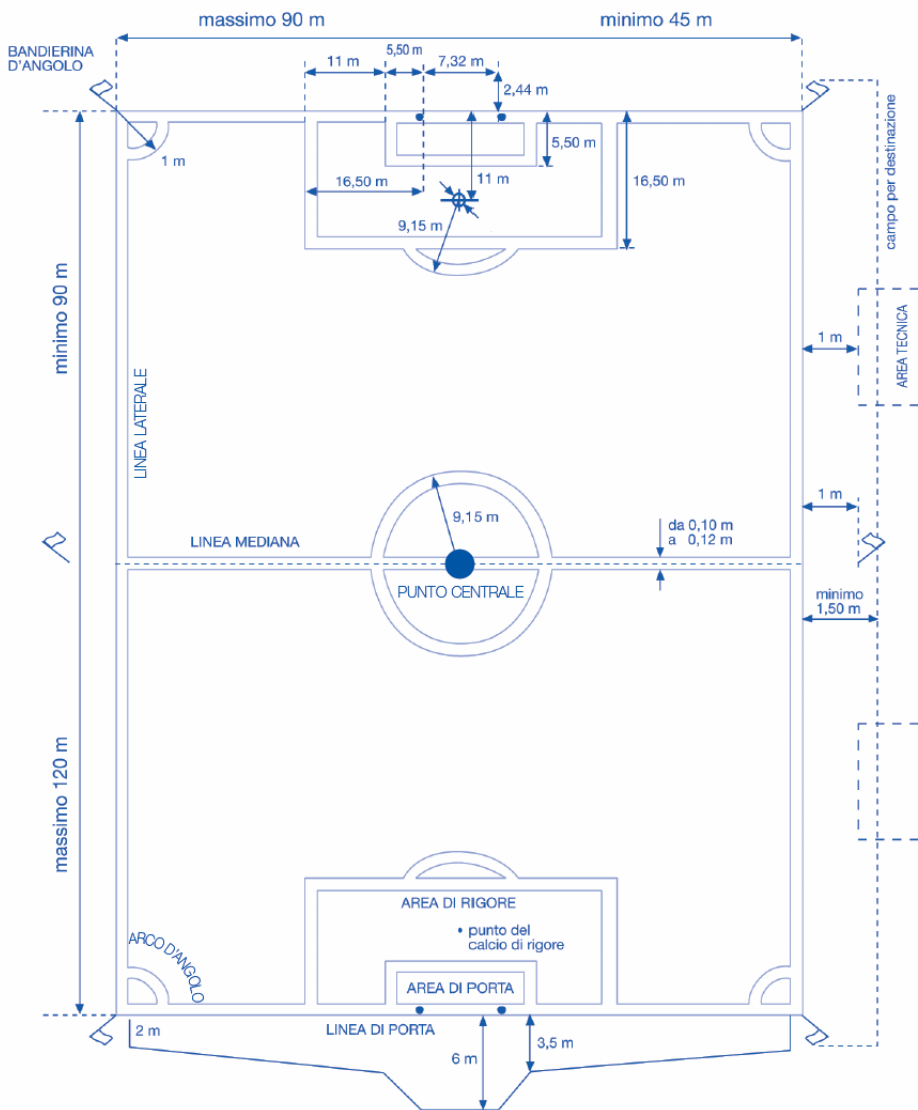 massimo 90 m
minimo 45 m
BANDIERINA
D'ANGOLO
5,50 m
11 m
7,32 m
2,44 m
1 m
5,50 m
11 m
16,50 m
16,50 m
9,15 m
campo per destinazione
minimo 90 m
AREA TECNICA
1 m
LINEA LATERALE
9,15 m
1 m
LINEA MEDIANA
da 0,10 m
a 0,12 m
PUNTO CENTRALE
minimo
1,50 m
massimo 120 m
AREA DI RIGORE
punto del
calcio di rigore
ARCO D'ANGOLO
AREA DI PORTA
2 m
LINEA DI PORTA
3,5 m
6 m